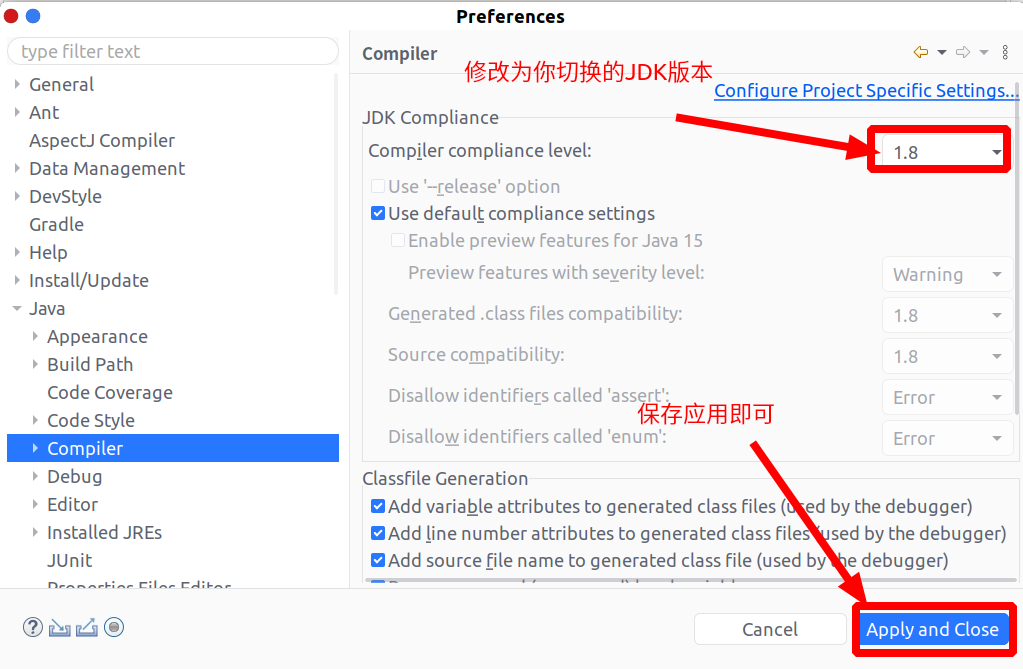 Preferences
type filter text
General
Ant
AspectJ Compiler
Data Management
DevStyle
Gradle
Help
Install/Update
Java
Appearance
Build Path
Code Coverage
Code Style
Compiler
Debug
Editor
Installed JREs
JUnit
Properties Files Editor
Compiler
修改为你切换的JDK版本
Configure Project Specific Settings...
JDK Compliance
Compiler compliance level:
1.8
Use '--release' option
Use default compliance settings
Enable preview features for Java 15
Preview features with severity level:
Warning
Generated .class files compatibility:
1.8
Source compatibility:
1.8
Disallow identifiers called 'assert':
Error
保存应用即可
Disallow identifiers called 'enum':
Error
Classfile Generation
Add variable attributes to generated class files (used by the debugger)
Add line number attributes to generated class files (used by the debugger)
Add source file name to generated class file (used by the debugger)
Cancel
Apply and Close